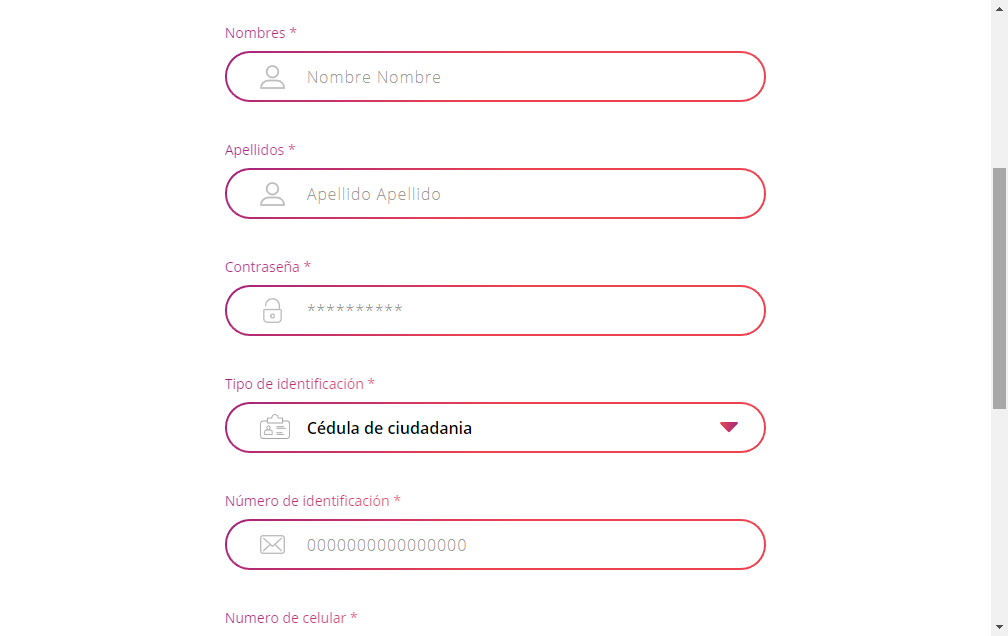 Nombres *
Nombre Nombre
Apellidos *
Apellido Apellido
Contraseña *
**********
Tipo de identificación *
Cédula de ciudadania
Número de identificación *
0000000000000000
Numero de celular *